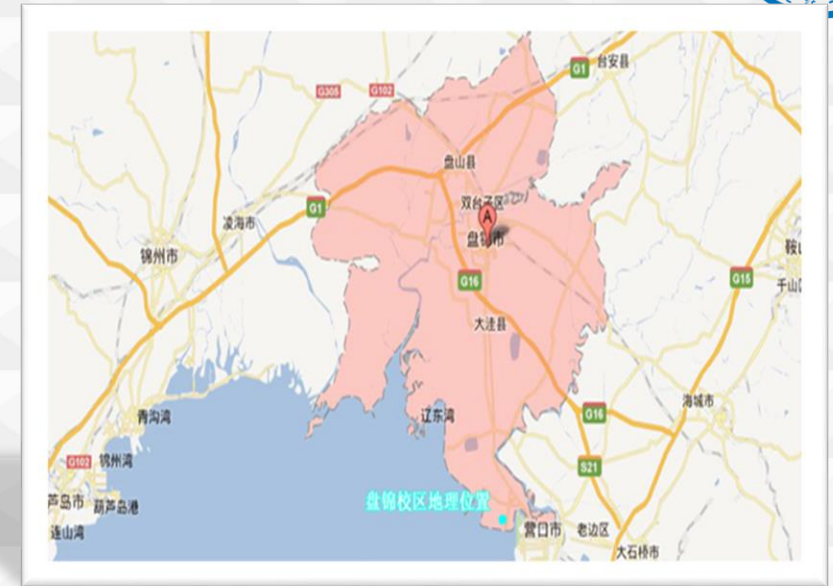 台安县
G1
G305
G102
盘山县
双台子区
A
G1
凌海市
盘锦市
锦州市
鞍山
千山区
G16
G15
大洼县
海城市
青沟湾
辽东湾
G16
G102
锦州湾
S21
芦岛市
葫芦岛港
盘锦校区地理位置
连山湾
营口市
老边区
大石桥市